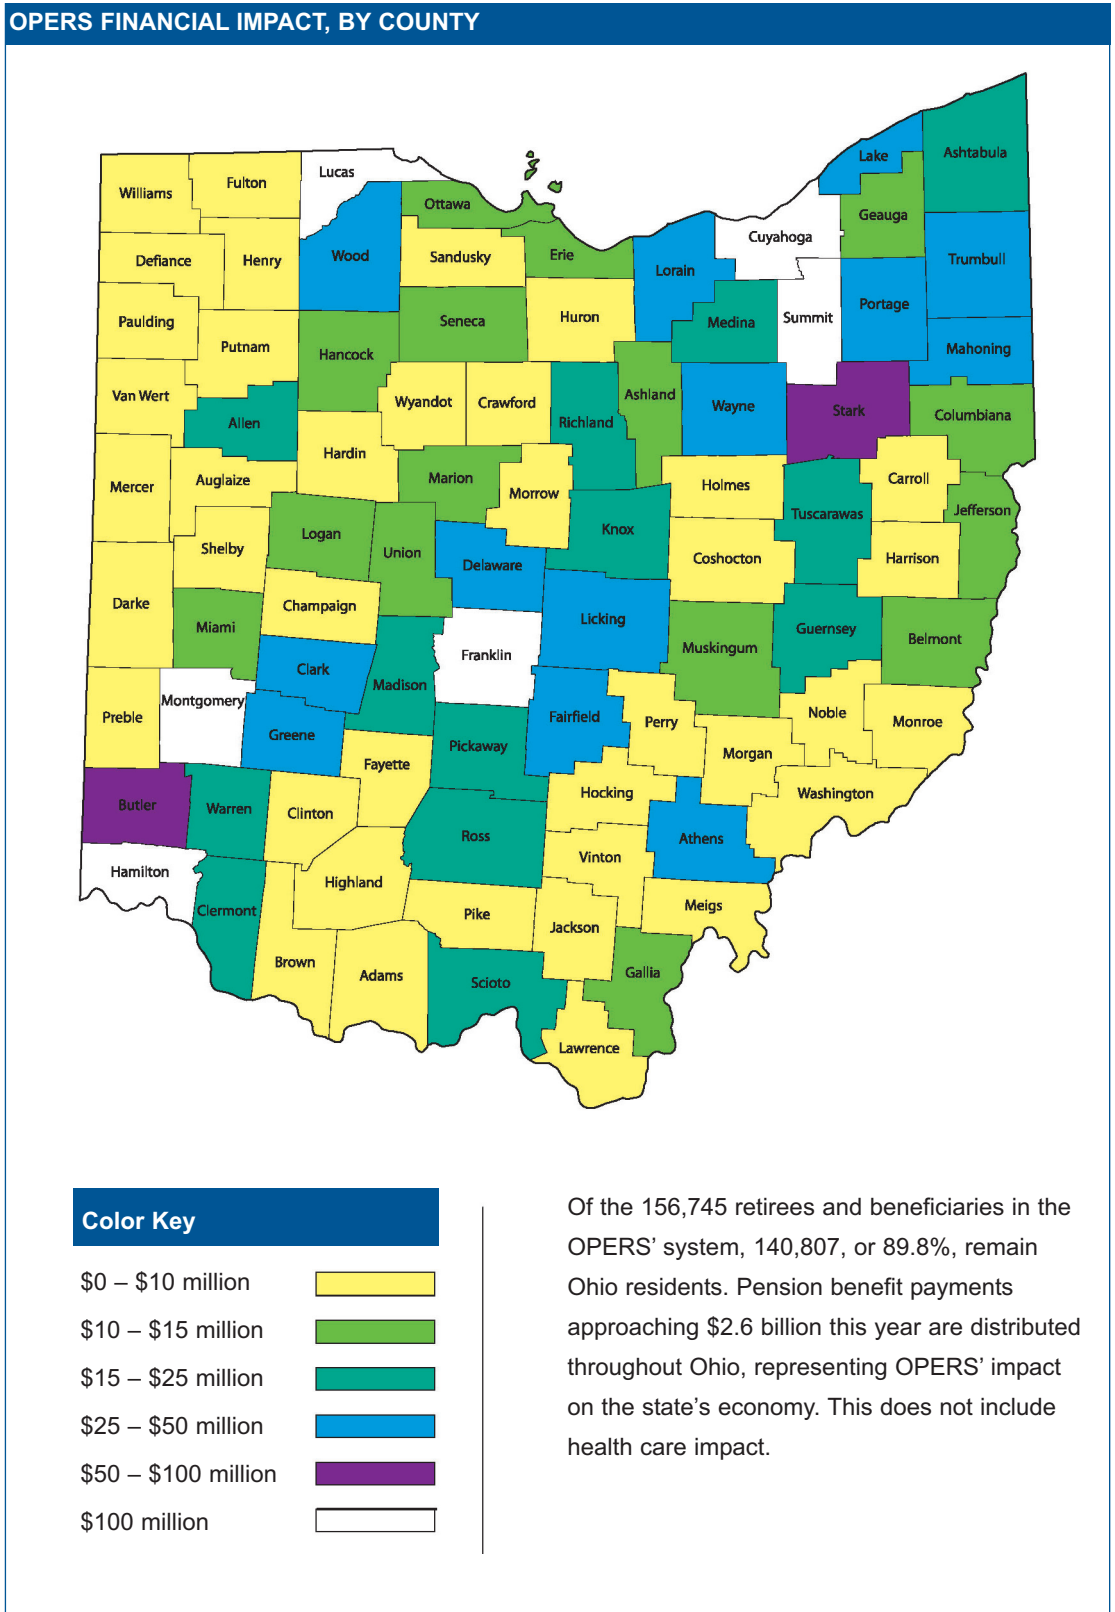 OPERS FINANCIAL IMPACT, BY COUNTY
Ashtabula
Lake
Lucas
Fulton
Williams
Ottawa
Geauga
Cuyahoga
Wood
Erie
Sandusky
Defiance
Henry
Trumbull
Lorain
Portage
Summit
Huron
Seneca
Medina
Paulding
Putnam
Mahoning
Hancock
Van Wert
Ashland
Wyandot
Crawford
Wayne
Stark
Columbiana
Allen
Richland
Hardin
Marion
Carroll
Auglaize
Mercer
Holmes
Morrow
Jefferson
Tuscarawas
Knox
Logan
Shelby
Union
Coshocton
Harrison
Delaware
Darke
Champaign
Licking
Miami
Guernsey
Belmont
Muskingum
Franklin
Clark
Madison
Montgomery
Preble
Noble
Fairfield
Perry
Monroe
Greene
Pickaway
Morgan
Fayette
Hocking
Washington
Butler
Warren
Clinton
Ross
Athens
Vinton
Hamilton
Highland
Meigs
Clermont
Pike
Jackson
Brown
Adams
Gallia
Scioto
Lawrence
Color Key
$0 – $10 million
$10 – $15 million
$15 – $25 million
$25 – $50 million
$50 – $100 million
$100 million
Of the 156,745 retirees and beneficiaries in the
OPERS’ system, 140,807, or 89.8%, remain
Ohio residents. Pension benefit payments
approaching $2.6 billion this year are distributed
throughout Ohio, representing OPERS’ impact
on the state’s economy. This does not include
health care impact.